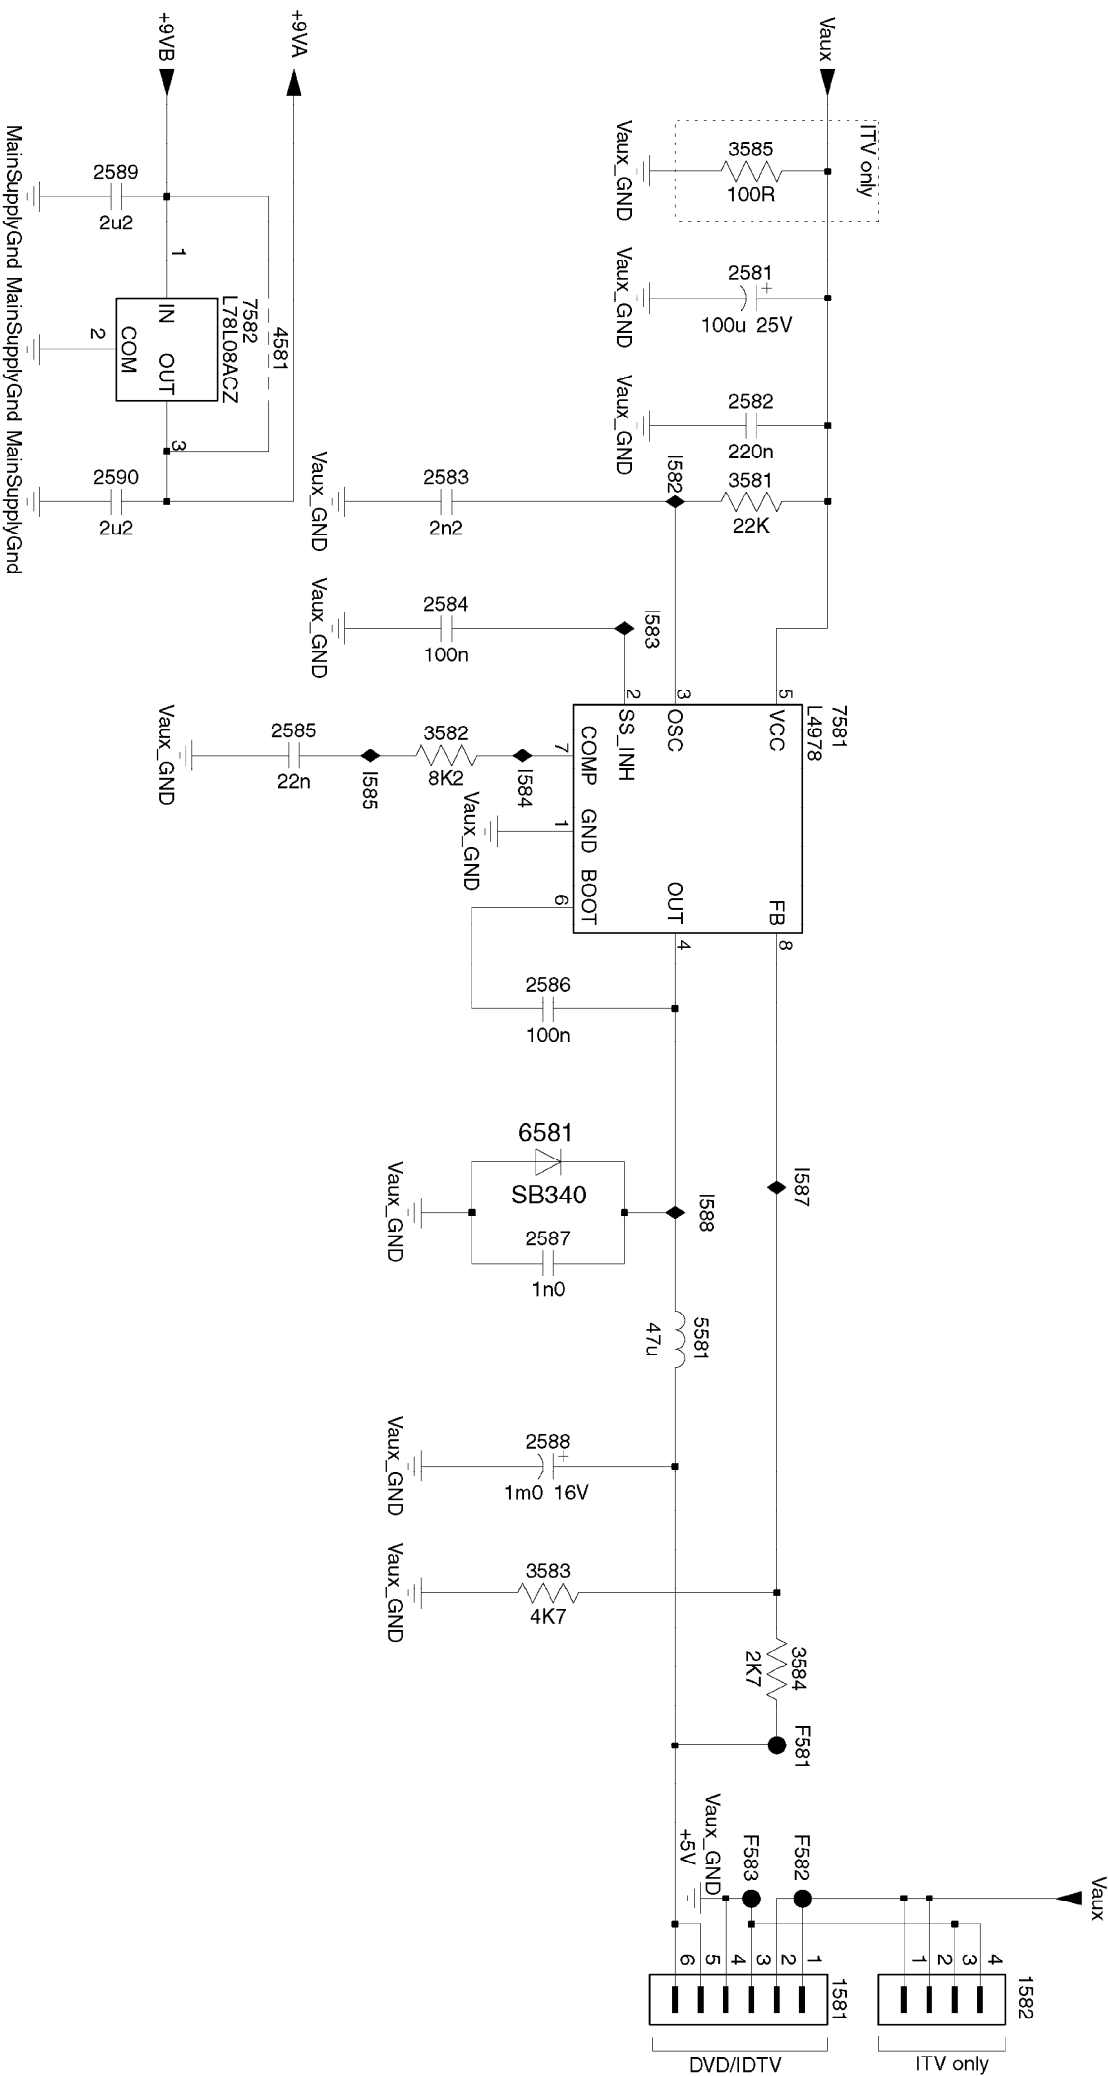 Vaux
ITV only
3585
100R
Vaux_GND
2581
+
100u 25V
Vaux_GND
2582
220n
Vaux_GND
3581
22K
I582
2583
2n2
Vaux_GND
I583
2584
100n
Vaux_GND
+9VA
+9VB
2589
2u2
MainSupplyGnd
1
IN
OUT
COM
2
3
7582
L78L08ACZ
4581
MainSupplyGnd
2590
2u2
MainSupplyGnd
7581
L4978
5
VCC
3
OSC
2
SS_INH
7
COMP
1
GND
6
BOOT
OUT
4
FB
8
I584
3582
8K2
I585
2585
22n
Vaux_GND
Vaux_GND
2586
100n
I587
I588
6581
SB340
2587
1n0
Vaux_GND
5581
47u
2588
+
1m0 16V
Vaux_GND
3583
4K7
Vaux_GND
3584
2K7
F581
Vaux_GND
+5V
F583
F582
Vaux
6
5
4
3
2
1
1581
DVD/IDTV
1
2
3
4
1582
ITV only